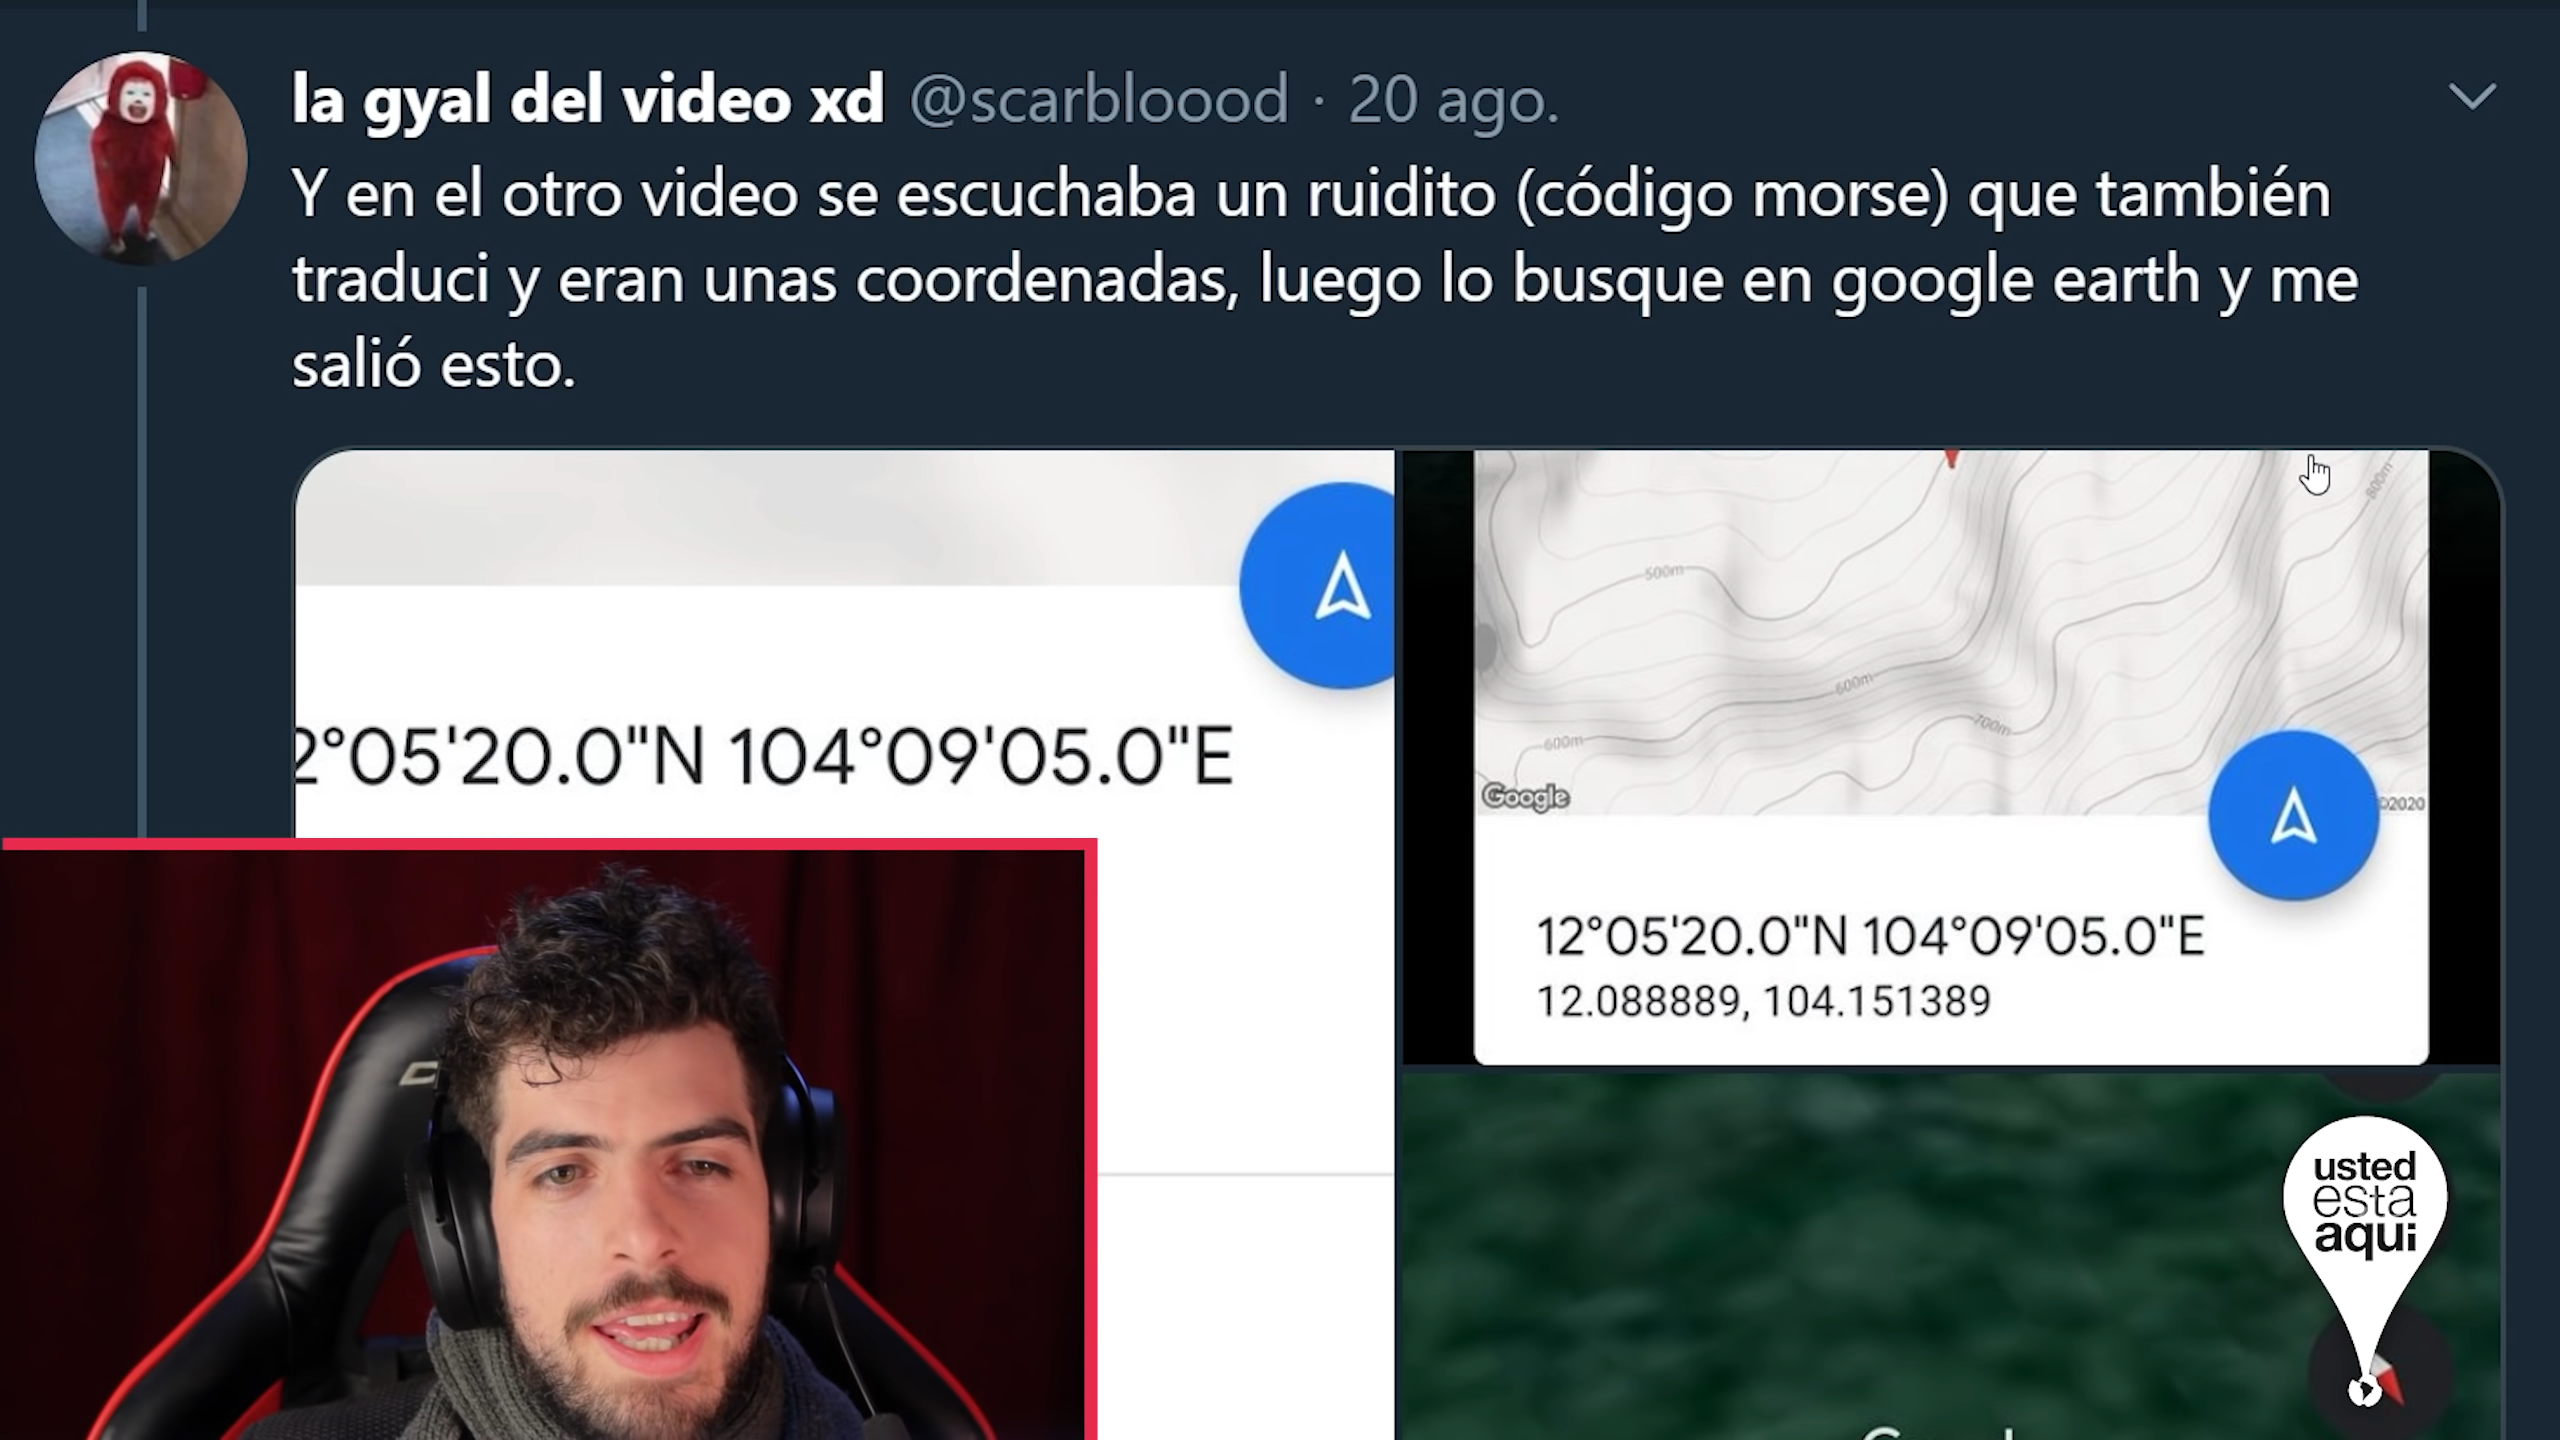 la gyal del video xd @scarbloood · 20 ago.
Y en el otro video se escuchaba un ruidito (código morse) que también
traduci y eran unas coordenadas, luego lo busque en google earth y me
salió esto.
2°05'20.0"N 104°09'05.0"E
800m
500m
600m
700m
600m
Google
©2020
12°05'20.0"N 104°09'05.0"E
12.088889, 104.151389
usted
esta
aqui